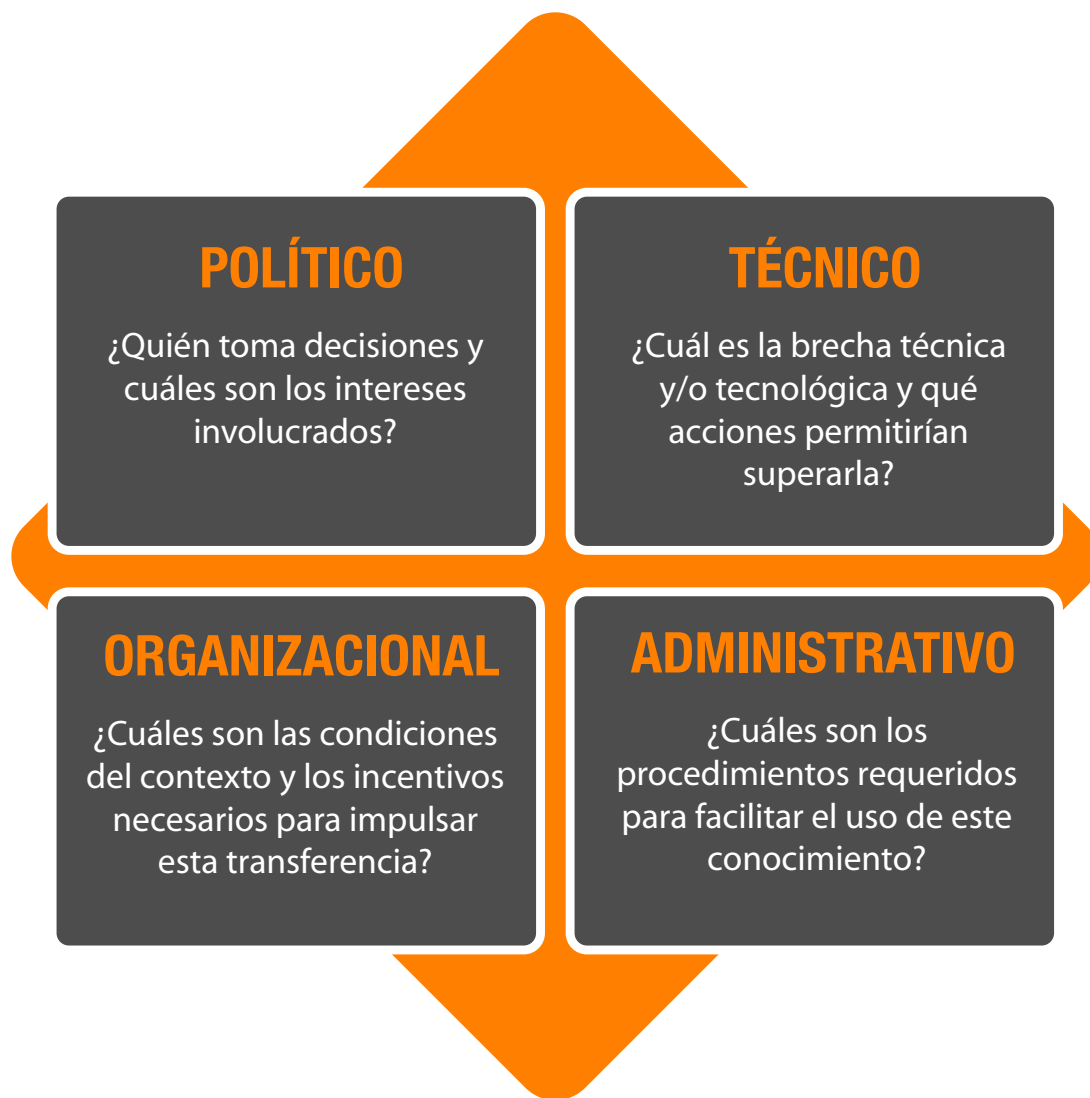 POLÍTICO
¿Quién toma decisiones y
cuáles son los intereses
involucrados?
TÉCNICO
¿Cuál es la brecha técnica
y/o tecnológica y qué
acciones permitirían
superarla?
ORGANIZACIONAL
¿Cuáles son las condiciones
del contexto y los incentivos
necesarios para impulsar
esta transferencia?
ADMINISTRATIVO
¿Cuáles son los
procedimientos requeridos
para facilitar el uso de este
conocimiento?